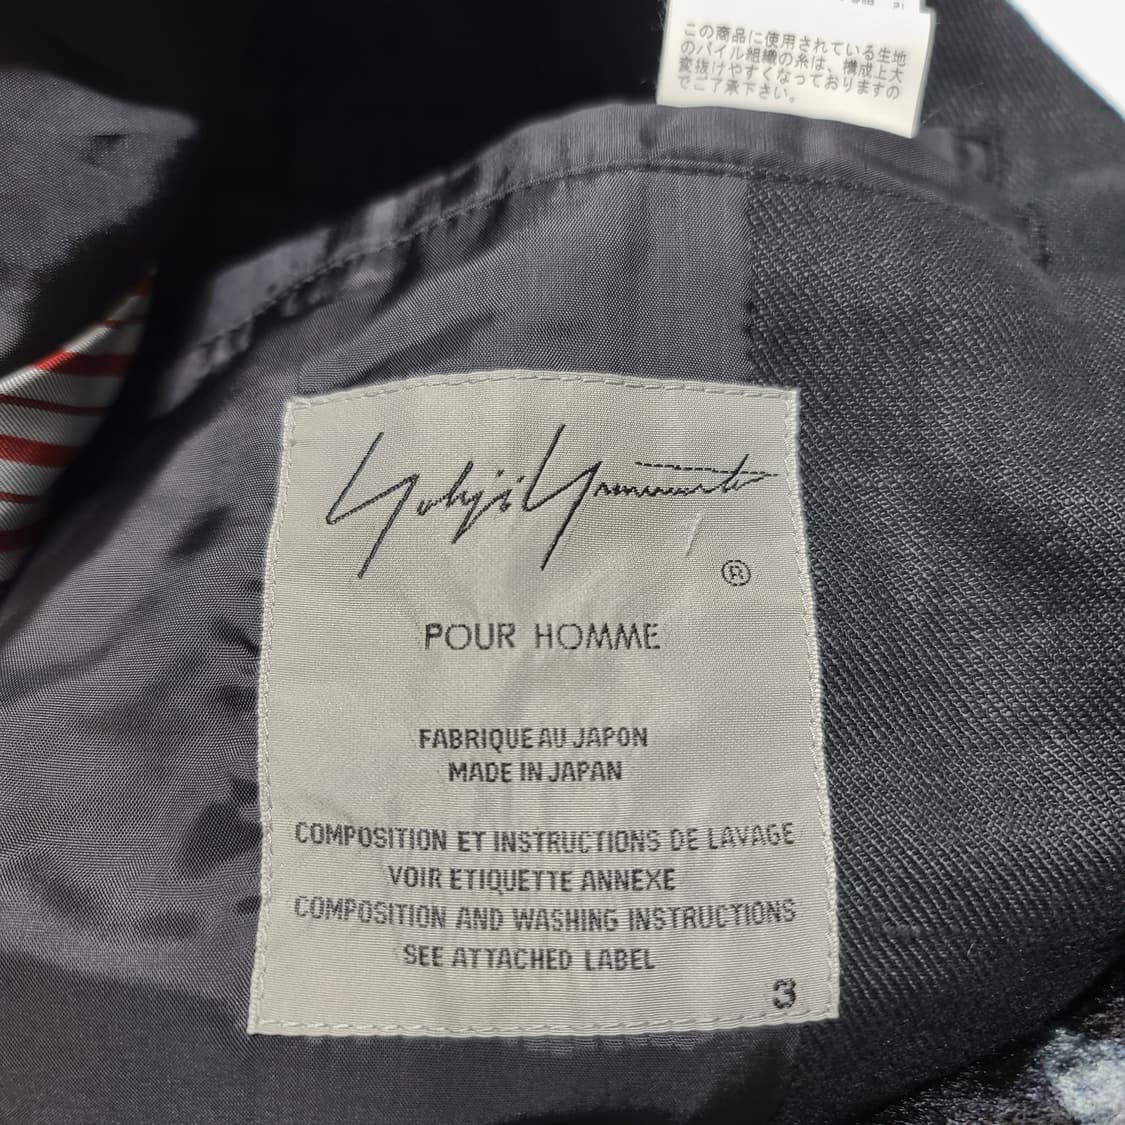 この商品に使用されている生地
のパイル組織の糸は、構成上大
変抜けやすくなっておりますの
でご了承下さい。
Yohji Yamamoto
®
POUR HOMME
FABRIQUE AU JAPON
MADE IN JAPAN
COMPOSITION ET INSTRUCTIONS DE LAVAGE
VOIR ETIQUETTE ANNEXE
COMPOSITION AND WASHING INSTRUCTIONS
SEE ATTACHED LABEL
3